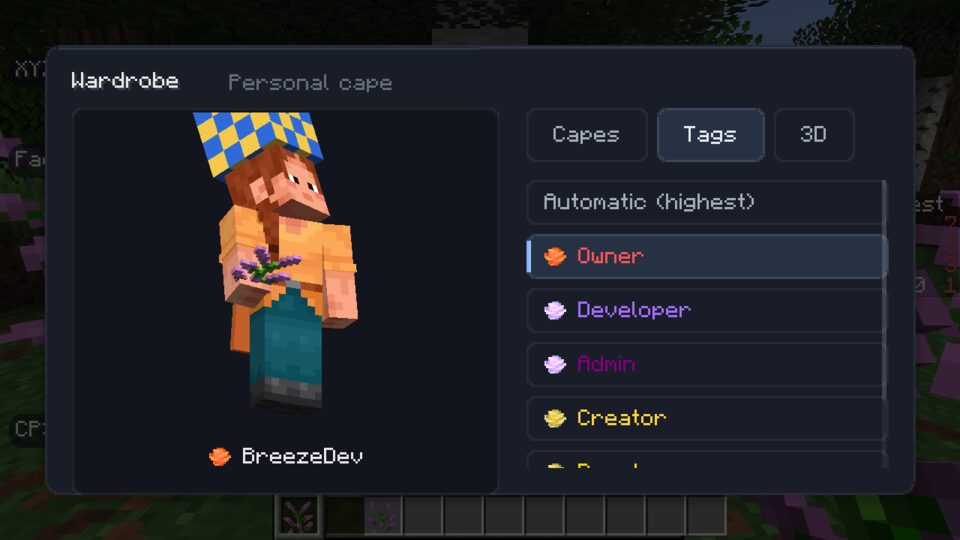 Wardrobe Personal cape
Capes Tags 3D
Automatic (highest)
Owner
Developer
Admin
Creator
BreezeDev